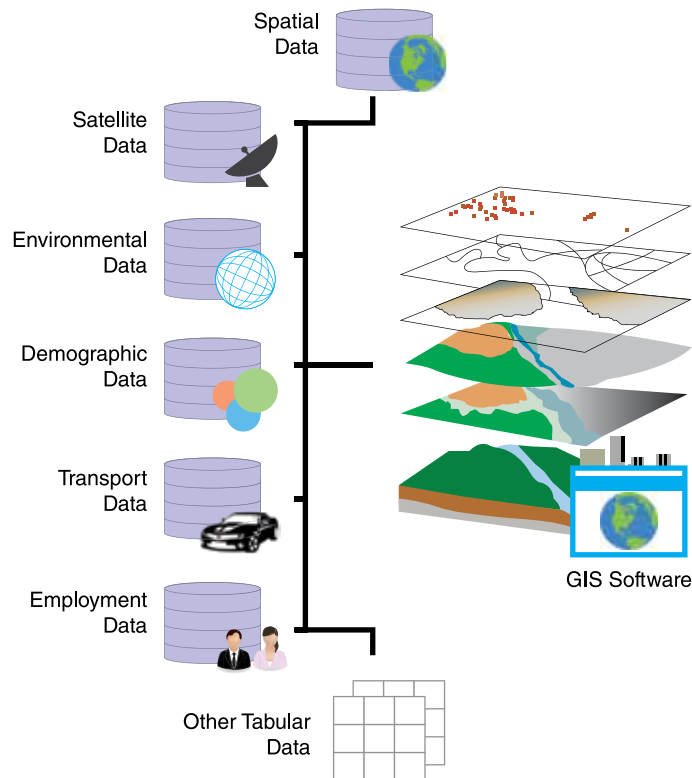 Spatial
Data
Satellite
Data
Environmental
Data
Demographic
Data
Transport
Data
GIS Software
Employment
Data
Other Tabular
Data